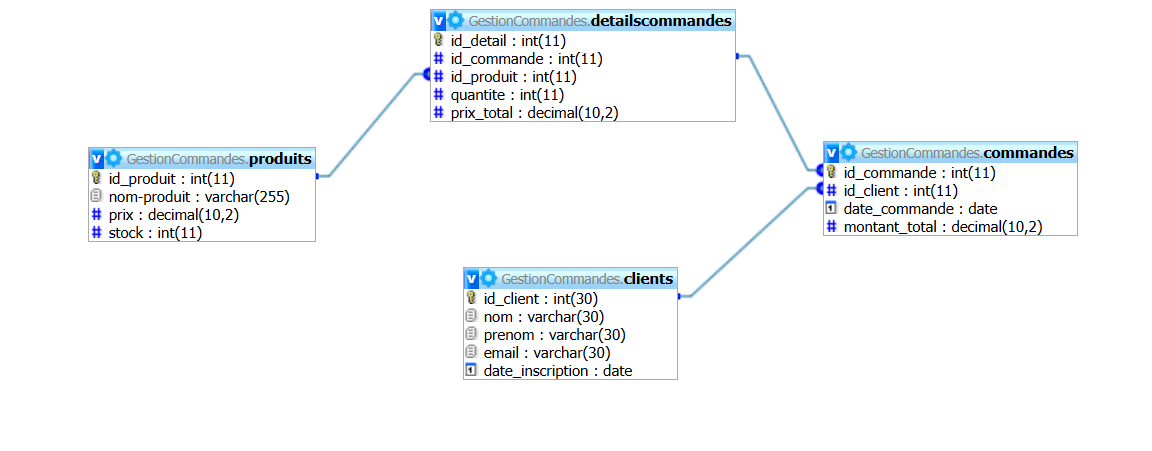 GestionCommandes.detailscommandes
id_detail : int(11)
id_commande : int(11)
id_produit : int(11)
quantite : int(11)
prix_total : decimal(10,2)
GestionCommandes.produits
id_produit : int(11)
nom-produit : varchar(255)
prix : decimal(10,2)
stock : int(11)
GestionCommandes.commandes
id_commande : int(11)
id_client : int(11)
date_commande : date
montant_total : decimal(10,2)
GestionCommandes.clients
id_client : int(30)
nom : varchar(30)
prenom : varchar(30)
email : varchar(30)
date_inscription : date